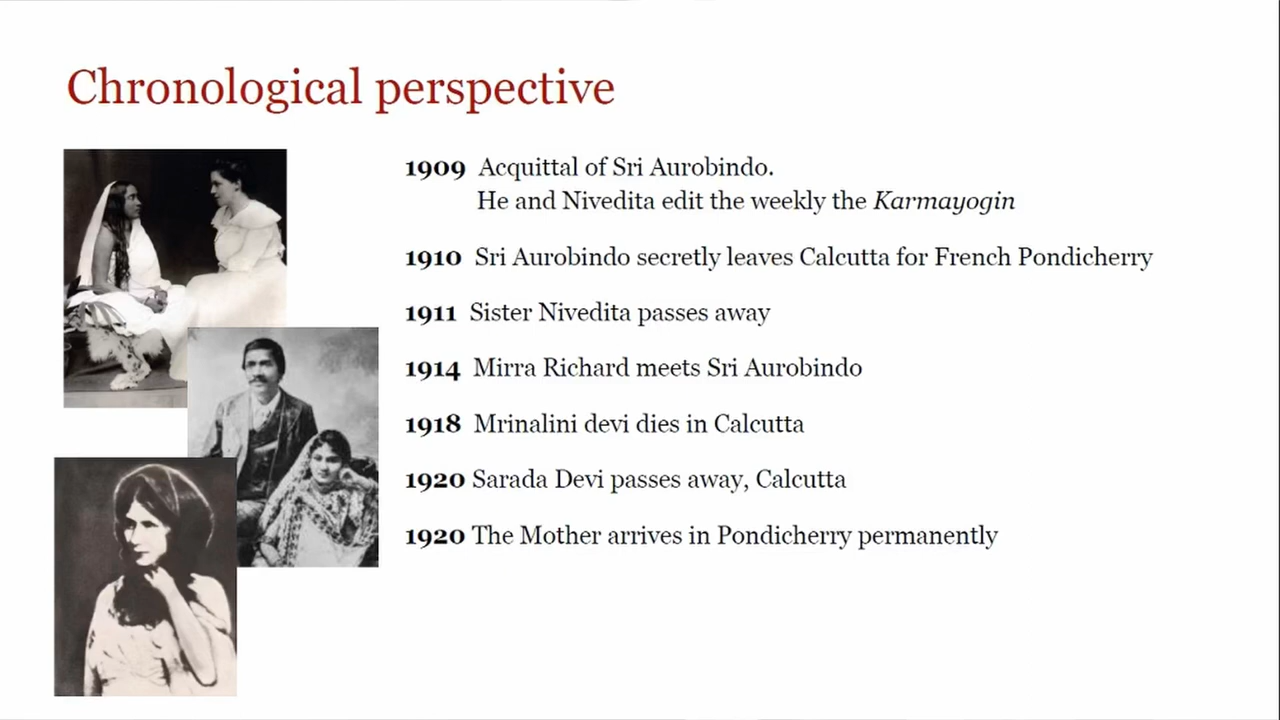 Chronological perspective
1909 Acquittal of Sri Aurobindo.
He and Nivedita edit the weekly the Karmayogin
1910 Sri Aurobindo secretly leaves Calcutta for French Pondicherry
1911 Sister Nivedita passes away
1914 Mirra Richard meets Sri Aurobindo
1918 Mrinalini devi dies in Calcutta
1920 Sarada Devi passes away, Calcutta
1920 The Mother arrives in Pondicherry permanently